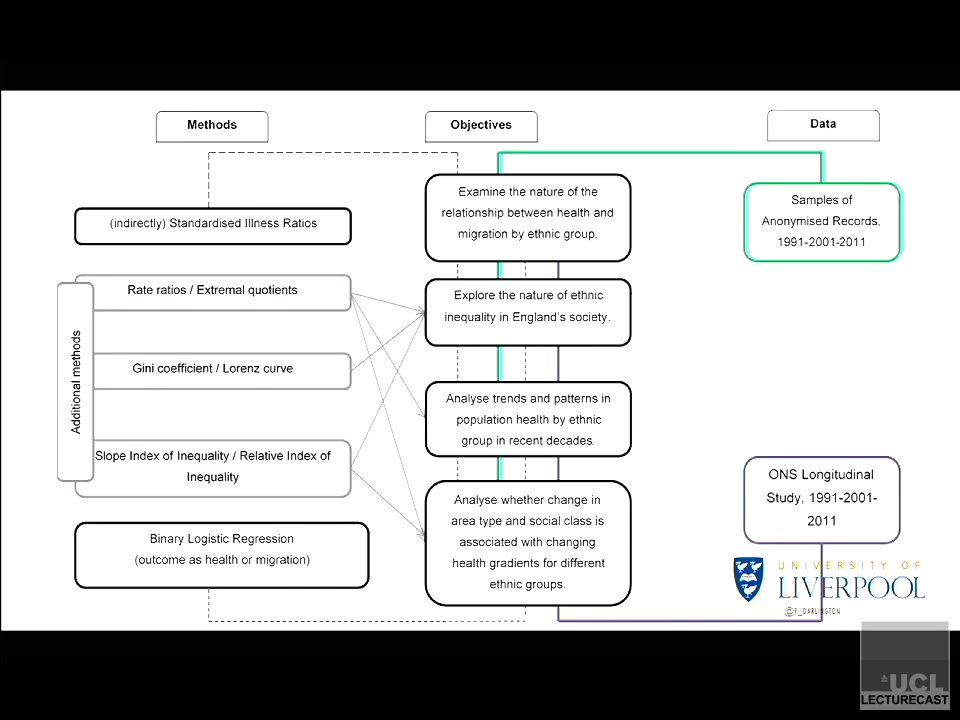 Methods
Objectives
Data
(indirectly) Standardised Illness Ratios
Additional methods
Rate ratios / Extremal quotients
Gini coefficient / Lorenz curve
Slope Index of Inequality / Relative Index of
Inequality
Binary Logistic Regression
(outcome as health or migration)
Examine the nature of the
relationship between health and
migration by ethnic group.
Explore the nature of ethnic
inequality in England's society.
Analyse trends and patterns in
population health by ethnic
group in recent decades.
Analyse whether change in
area type and social class is
associated with changing
health gradients for different
ethnic groups.
Samples of
Anonymised Records,
1991-2001-2011
ONS Longitudinal
Study, 1991-2001-
2011
UNIVERSITY OF
LIVERPOOL
@F_DARLINGTON
UCL
LECTURECAST